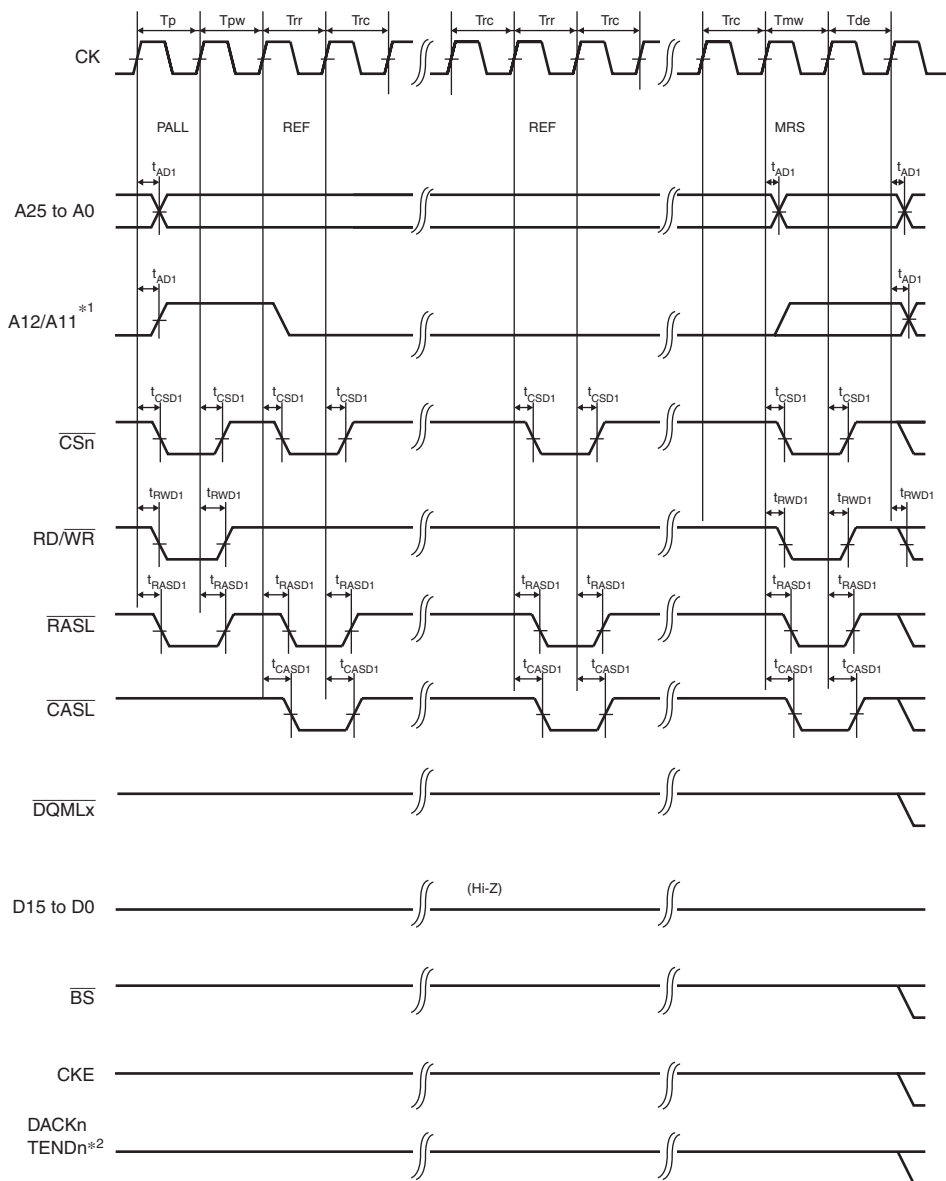 Tp Tpw Trr Trc Trc Trr Trc Trc Tmw Tde
CK
PALL REF REF MRS
tAD1 tAD1 tAD1
A25 to A0
tAD1 tAD1
A12/A11*1
tCSD1 tCSD1 tCSD1 tCSD1 tCSD1 tCSD1 tCSD1 tCSD1
CSn
tRWD1 tRWD1 tRWD1 tRWD1 tRWD1
RD/WR
tRASD1 tRASD1 tRASD1 tRASD1 tRASD1 tRASD1 tRASD1 tRASD1
RASL
tCASD1 tCASD1 tCASD1 tCASD1 tCASD1 tCASD1
CASL
DQMLx
(Hi-Z)
D15 to D0
BS
CKE
DACKn
TENDn*2